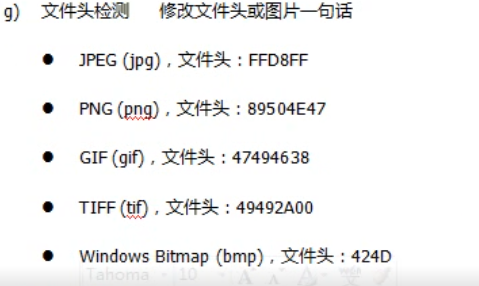 g) 文件头检测 修改文件头或图片一句话
● JPEG (jpg)，文件头：FFD8FF
● PNG (png)，文件头：89504E47
● GIF (gif)，文件头：47494638
● TIFF (tif)，文件头：49492A00
● Windows Bitmap (bmp)，文件头：424D
Tahoma 10